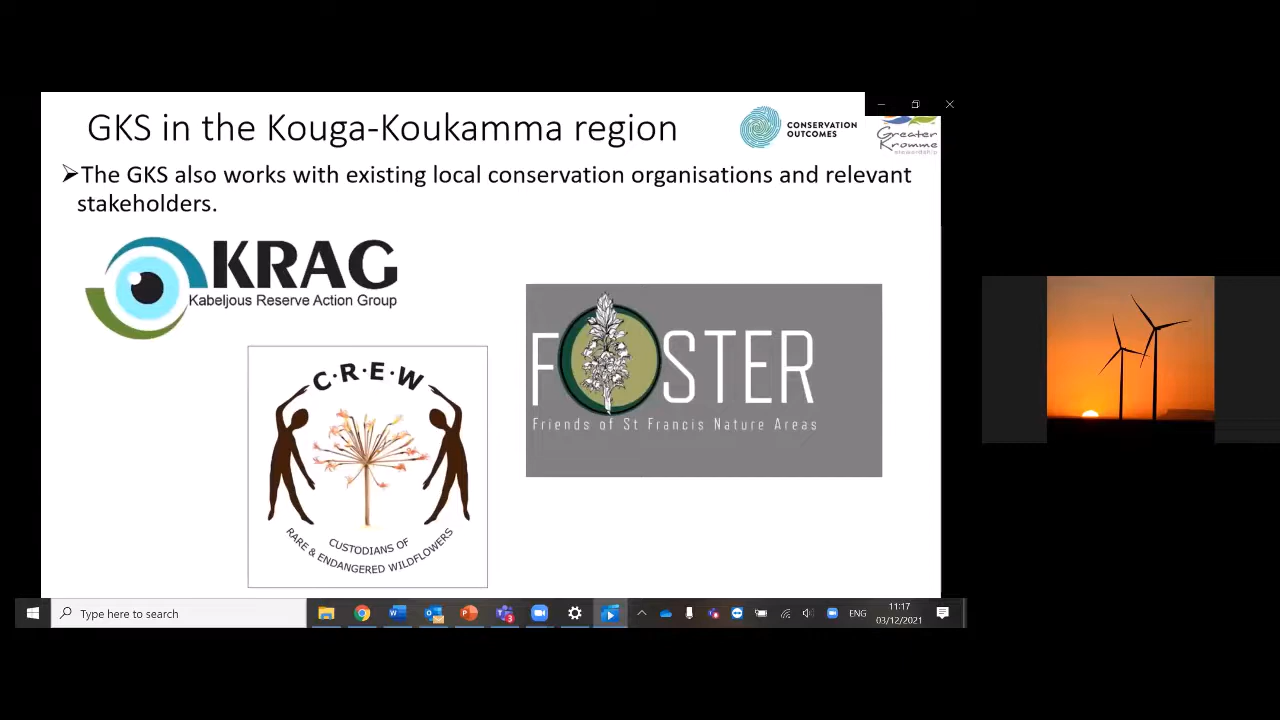 GKS in the Kouga-Koukamma region
CONSERVATION
OUTCOMES
Greater
Kromme
stewardship
➢The GKS also works with existing local conservation organisations and relevant
stakeholders.
KRAG
Kabeljous Reserve Action Group
FOSTER
Friends of St Francis Nature Areas
C·R·E·W
CUSTODIANS OF
RARE & ENDANGERED WILDFLOWERS
Type here to search
3
ENG
11:17
03/12/2021